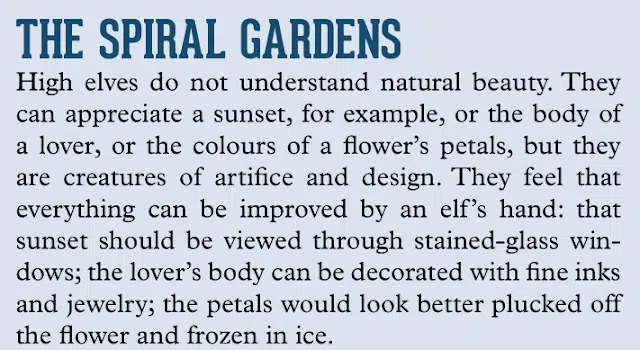 THE SPIRAL GARDENS
High elves do not understand natural beauty. They
can appreciate a sunset, for example, or the body of
a lover, or the colours of a flower’s petals, but they
are creatures of artifice and design. They feel that
everything can be improved by an elf’s hand: that
sunset should be viewed through stained-glass win-
dows; the lover’s body can be decorated with fine inks
and jewelry; the petals would look better plucked off
the flower and frozen in ice.